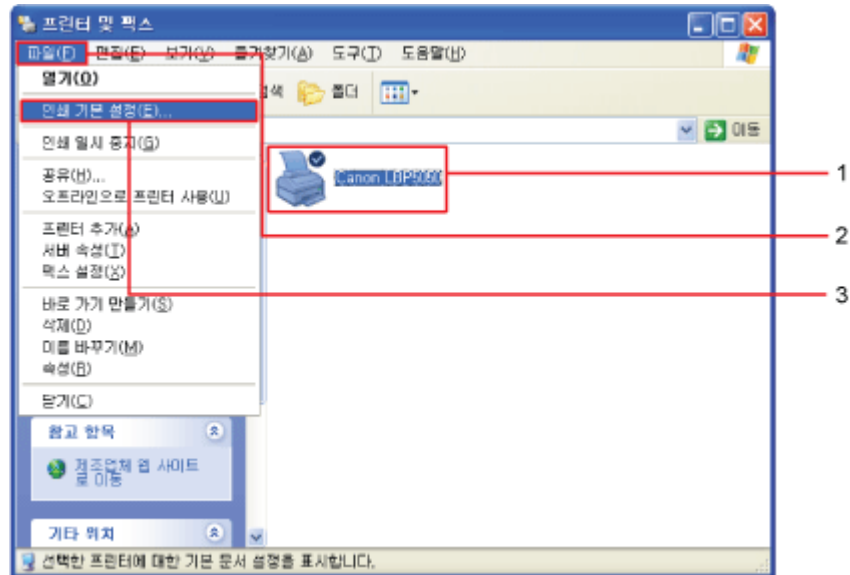 프린터 및 팩스
파일(F) 편집(E) 보기(V) 즐겨찾기(A) 도구(T) 도움말(H)
열기(O)
색 폴더
인쇄 기본 설정(E)...
이동
인쇄 일시 중지(G)
공유(H)...
Canon LBP5050
1
오프라인으로 프린터 사용(U)
프린터 추가(A)
2
서버 속성(T)
팩스 설정(X)
3
바로 가기 만들기(S)
삭제(D)
이름 바꾸기(M)
속성(R)
닫기(C)
참고 항목
제조업체 웹 사이트
로 이동
기타 위치
선택한 프린터에 대한 기본 문서 설정을 표시합니다.